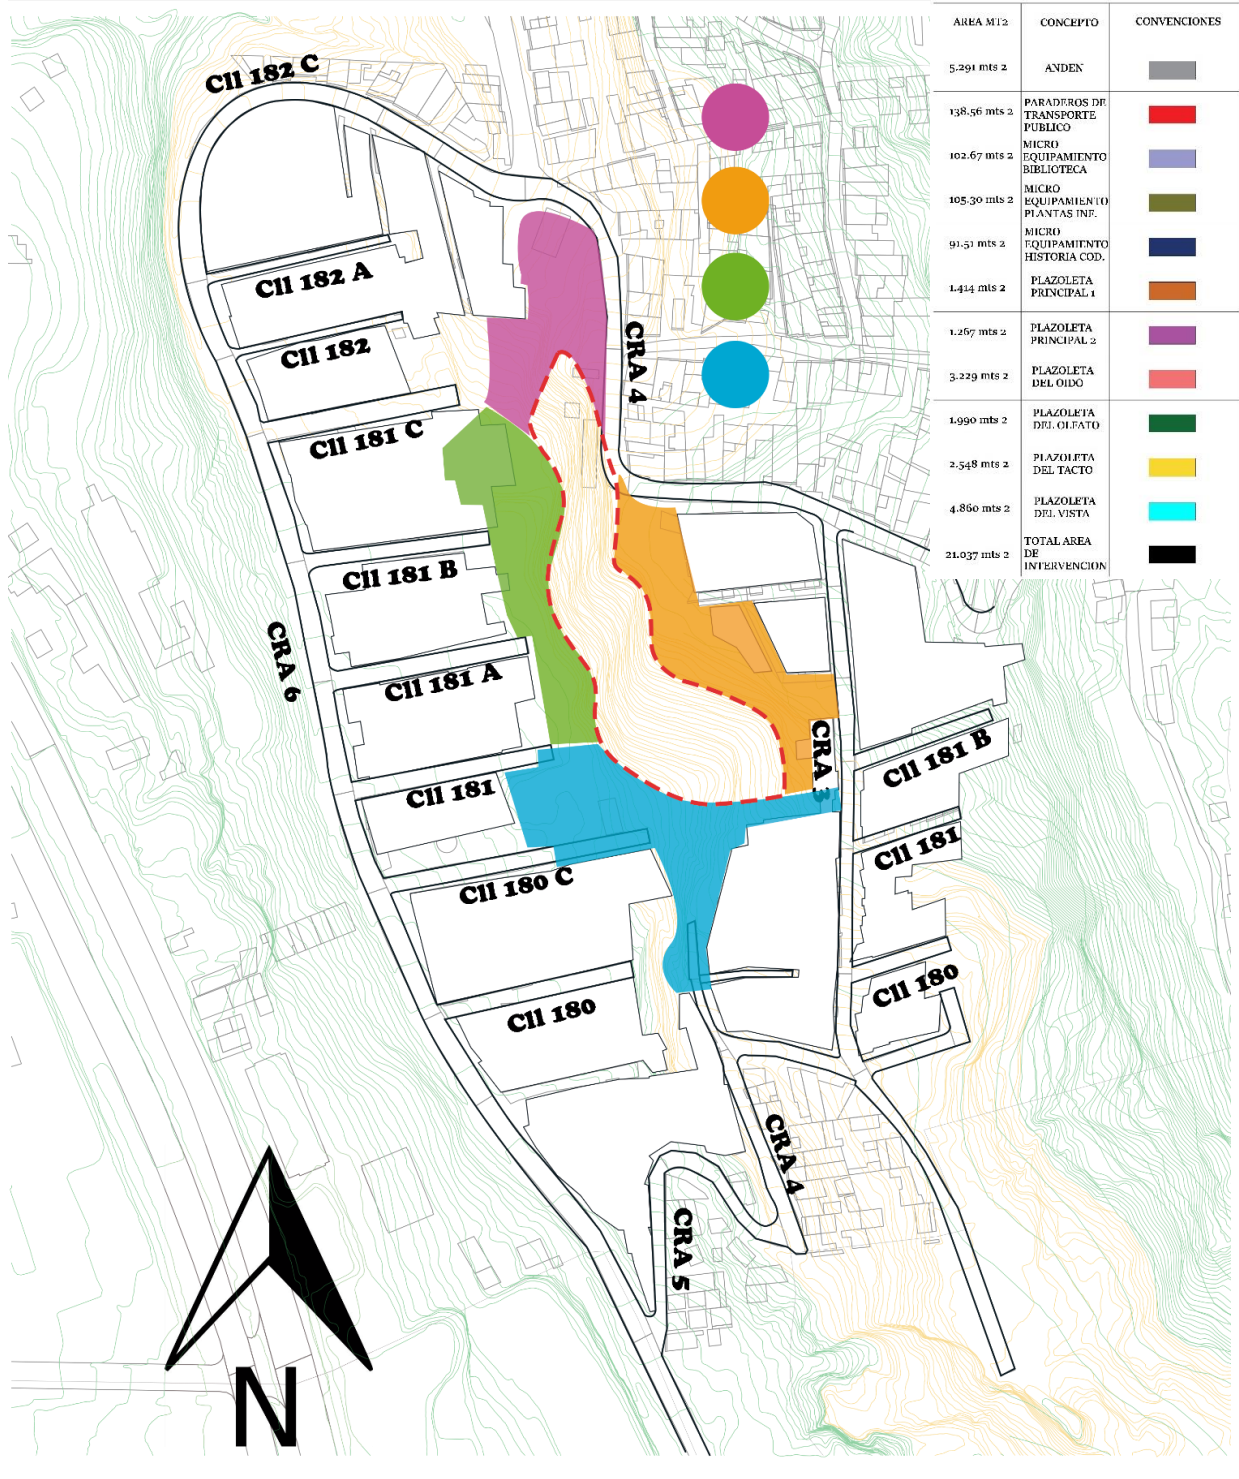 AREA MT2 CONCEPTO CONVENCIONES
5.291 mts 2 ANDEN
138.56 mts 2 PARADEROS DE
TRANSPORTE
PUBLICO
102.67 mts 2 MICRO
EQUIPAMIENTO
BIBLIOTECA
105.30 mts 2 MICRO
EQUIPAMIENTO
PLANTAS INF.
91.51 mts 2 MICRO
EQUIPAMIENTO
HISTORIA COD.
1.414 mts 2 PLAZOLETA
PRINCIPAL 1
1.267 mts 2 PLAZOLETA
PRINCIPAL 2
3.229 mts 2 PLAZOLETA
DEL OIDO
1.990 mts 2 PLAZOLETA
DEL OLFATO
2.548 mts 2 PLAZOLETA
DEL TACTO
4.860 mts 2 PLAZOLETA
DEL VISTA
21.037 mts 2 TOTAL AREA
DE
INTERVENCION
Cll 182 C
Cll 182 A
Cll 182
CRA 4
Cll 181 C
Cll 181 B
CRA 6
Cll 181 A
CRA 3
Cll 181 B
Cll 181
Cll 181
Cll 180 C
Cll 180
Cll 180
CRA 4
CRA 5
N